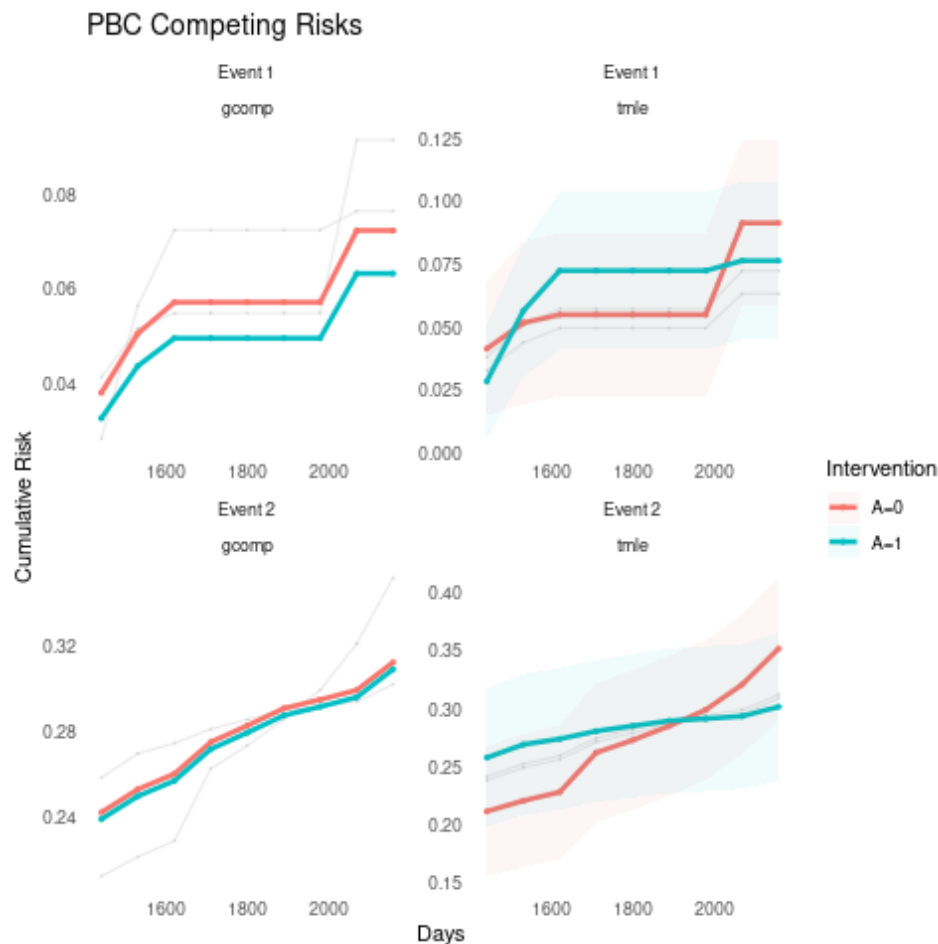 PBC Competing Risks
Event 1
gcomp
Event 1
tmle
0.08
0.06
0.04
0.125
0.100
0.075
0.050
0.025
0.000
1600 1800 2000
1600 1800 2000
Cumulative Risk
Event 2
gcomp
Event 2
tmle
0.32
0.28
0.24
0.40
0.35
0.30
0.25
0.20
0.15
1600 1800 2000
1600 1800 2000
Days
Intervention
A=0
A=1